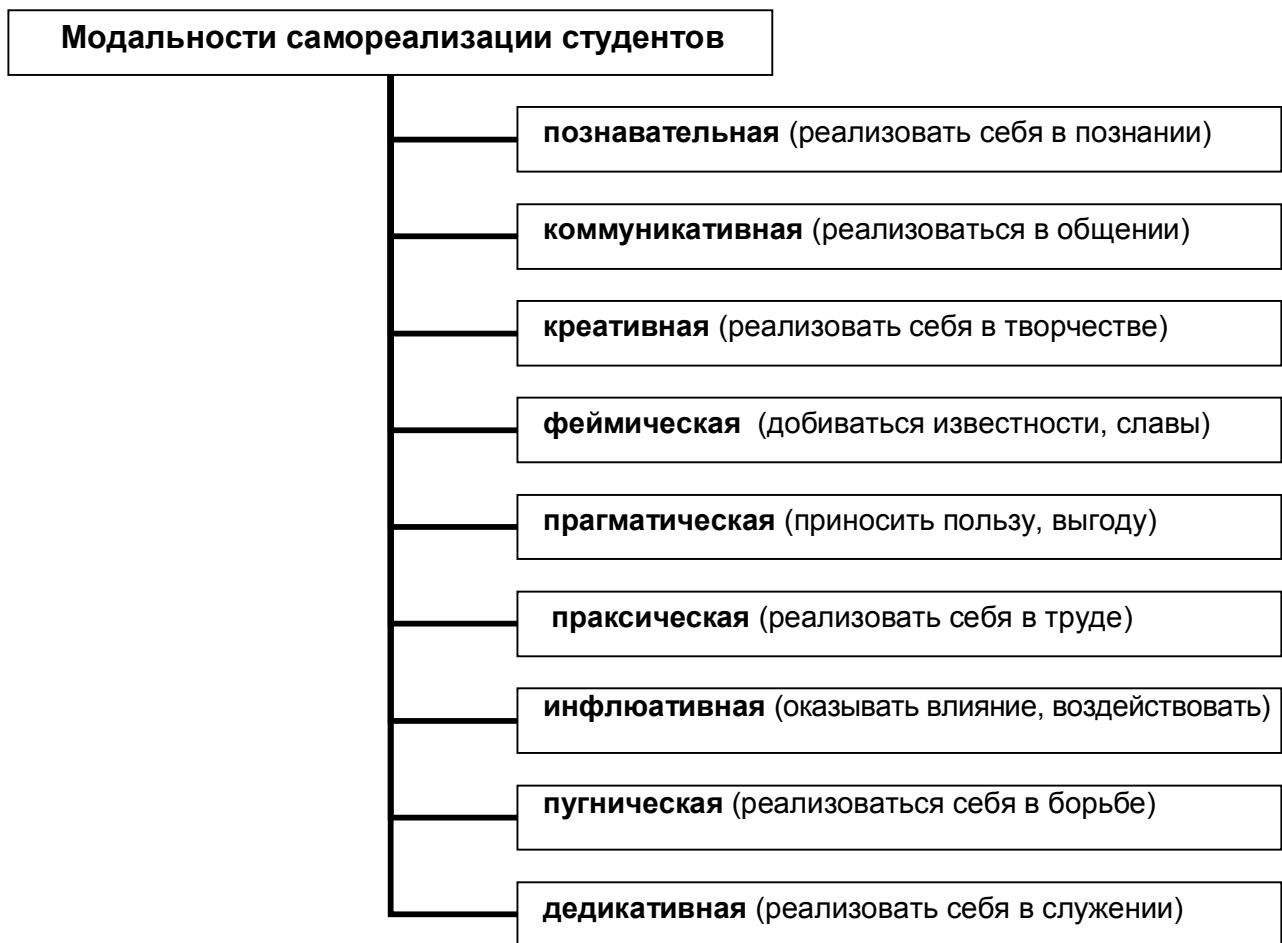 Модальности самореализации студентов
познавательная (реализовать себя в познании)
коммуникативная (реализоваться в общении)
креативная (реализовать себя в творчестве)
феймическая (добиваться известности, славы)
прагматическая (приносить пользу, выгоду)
праксическая (реализовать себя в труде)
инфлюативная (оказывать влияние, воздействовать)
пугническая (реализоваться себя в борьбе)
дедикативная (реализовать себя в служении)